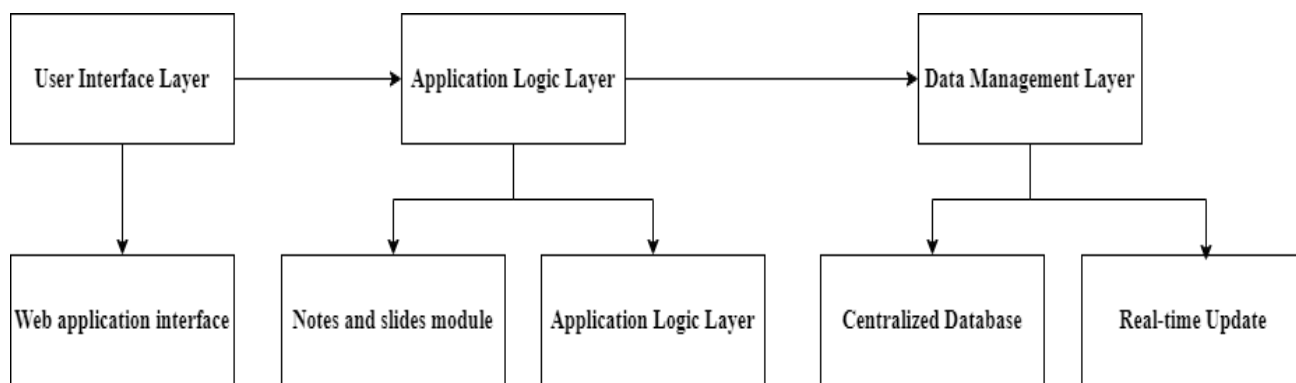 User Interface Layer
Application Logic Layer
Data Management Layer
Web application interface
Notes and slides module
Application Logic Layer
Centralized Database
Real-time Update